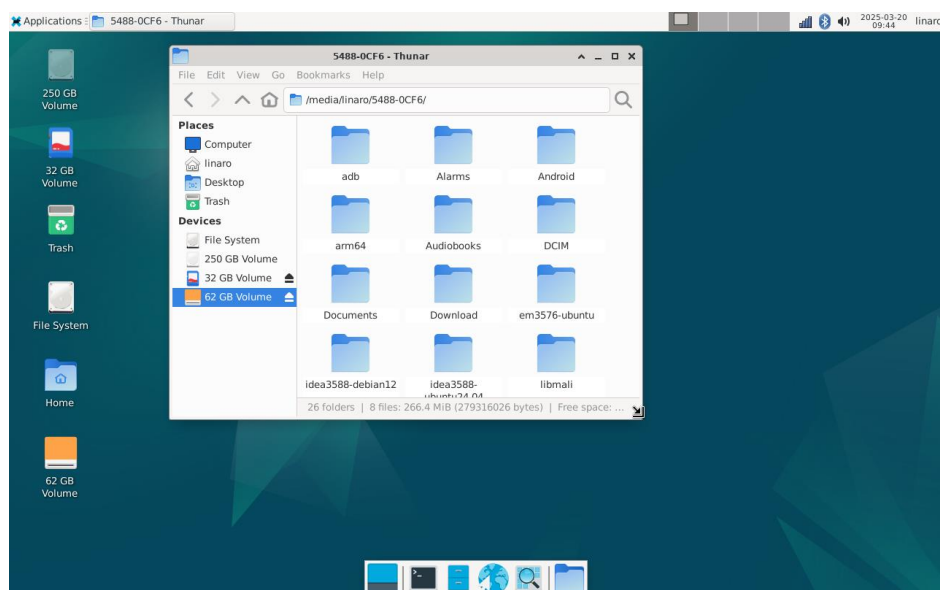 Applications
5488-0CF6 - Thunar
2025-03-20
09:44
linaro
250 GB
Volume
32 GB
Volume
Trash
File System
Home
62 GB
Volume
5488-0CF6 - Thunar
File Edit View Go Bookmarks Help
/media/linaro/5488-0CF6/
Places
Computer
linaro
Desktop
Trash
Devices
File System
250 GB Volume
32 GB Volume
62 GB Volume
adb Alarms Android
arm64 Audiobooks DCIM
Documents Download em3576-ubuntu
idea3588-debian12 idea3588- libmali
ubuntu24.04
26 folders | 8 files: 266.4 MiB (279316026 bytes) | Free space: ...